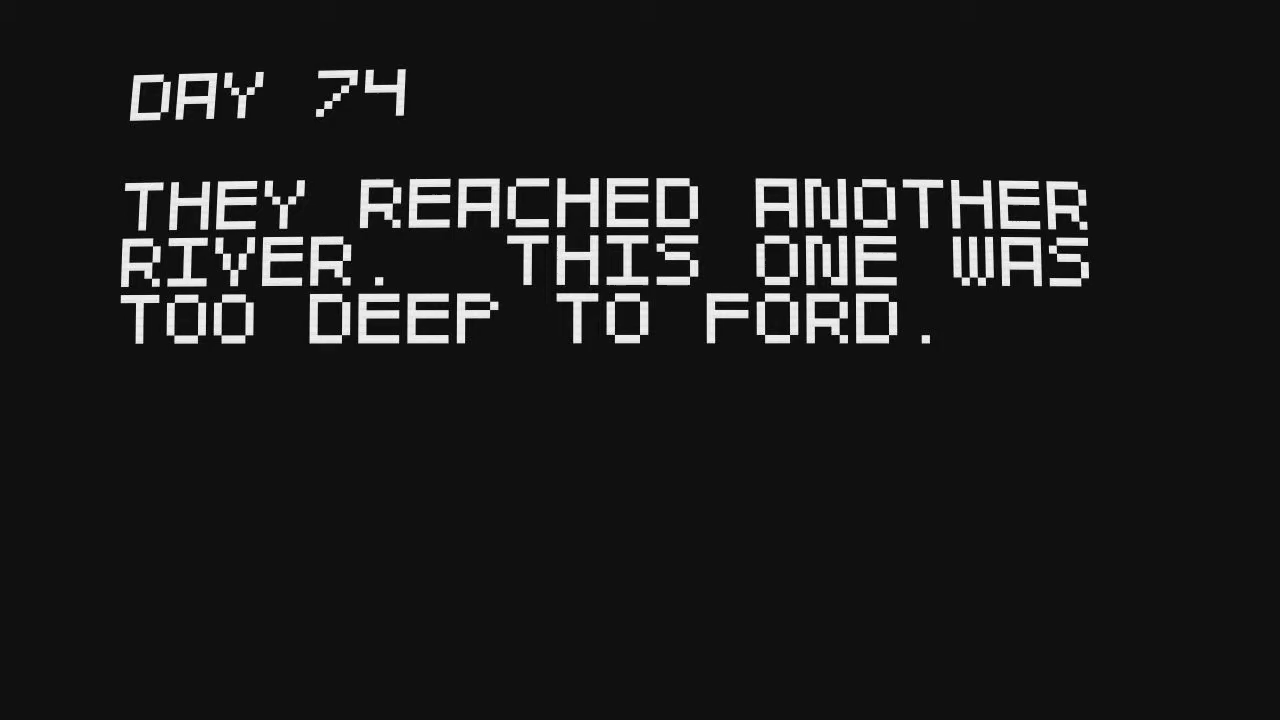 DAY 74
THEY REACHED ANOTHER
RIVER.  THIS ONE WAS
TOO DEEP TO FORD.